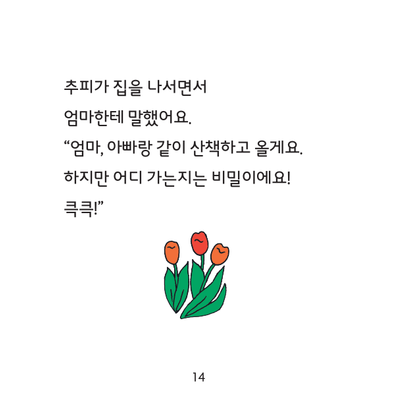 추피가 집을 나서면서
엄마한테 말했어요.
“엄마, 아빠랑 같이 산책하고 올게요.
하지만 어디 가는지는 비밀이에요!
큭큭!”
14